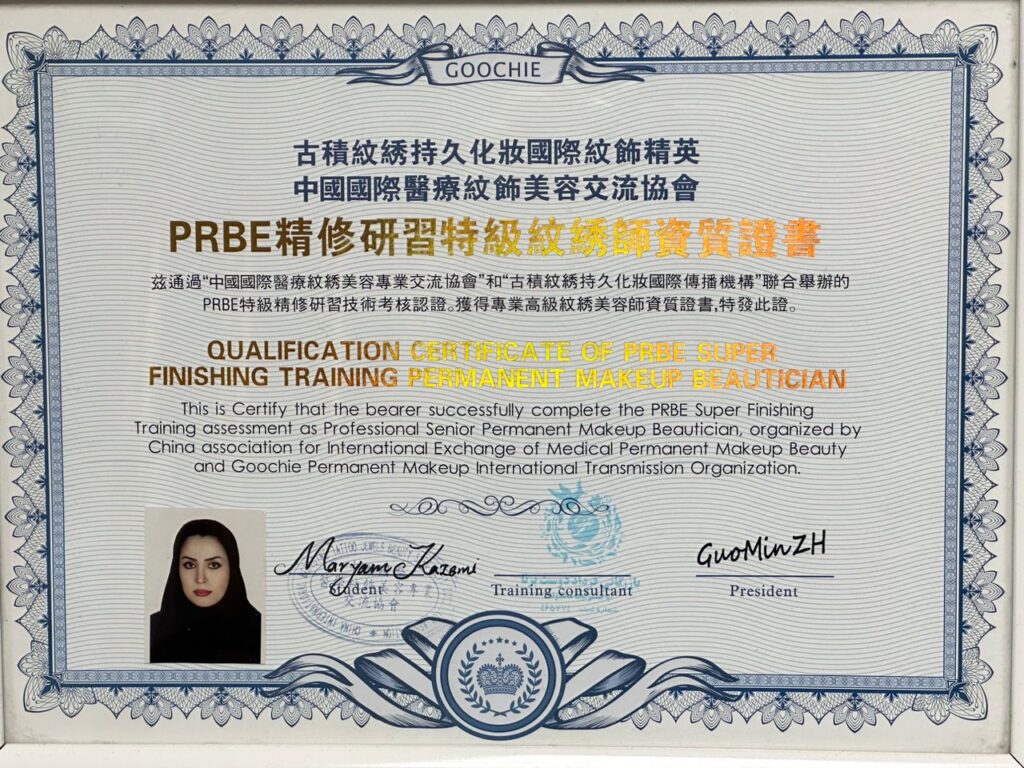 GOOCHIE
古積紋綉持久化妝國際紋飾精英
中國國際醫療紋飾美容交流協會
PRBE精修研習特級紋綉師資質證書
兹通過“中國國際醫療紋綉美容專業交流協會”和“古積紋綉持久化妝國際傳播機構”聯合舉辦的
PRBE特級精修研習技術考核認證。獲得專業高級紋綉美容師資質證書,特發此證。
QUALIFICATION CERTIFICATE OF PRBE SUPER
FINISHING TRAINING PERMANENT MAKEUP BEAUTICIAN
This is Certify that the bearer successfully complete the PRBE Super Finishing
Training assessment as Professional Senior Permanent Makeup Beautician, organized by
China association for International Exchange of Medical Permanent Makeup Beauty
and Goochie Permanent Makeup International Transmission Organization.
Maryam Kazemi
Student
Training consultant
GuoMinZH
President
交流協會